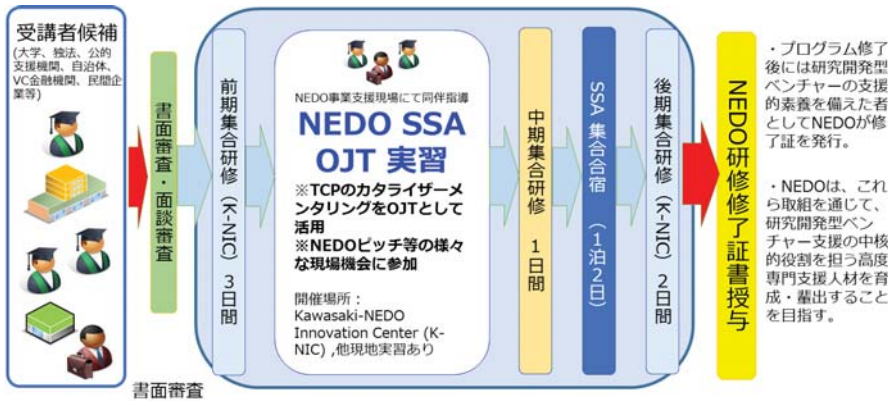 受講者候補
(大学、独法、公的
支援機関、自治体、
VC金融機関、民間企
業等)
書面審査・面談審査
書面審査
前期集合研修（K-NIC）3日間
NEDO事業支援現場にて同伴指導
NEDO SSA
OJT 実習
※TCPのカタライザーメ
ンタリングをOJTとして
活用
※NEDOピッチ等の様々
な現場機会に参加
開催場所：
Kawasaki-NEDO
Innovation Center (K-
NIC) ,他現地実習あり
中期集合研修　1日間
SSA 集合合宿　（1泊2日）
後期集合研修（K-NIC）2日間
NEDO研修修了証書授与
・プログラム修了
後には研究開発型
ベンチャーの支援
的素養を備えた者
としてNEDOが修
了証を発行。
・NEDOは、これ
ら取組を通じて、
研究開発型ベン
チャー支援の中核
的役割を担う高度
専門支援人材を育
成・輩出すること
を目指す。